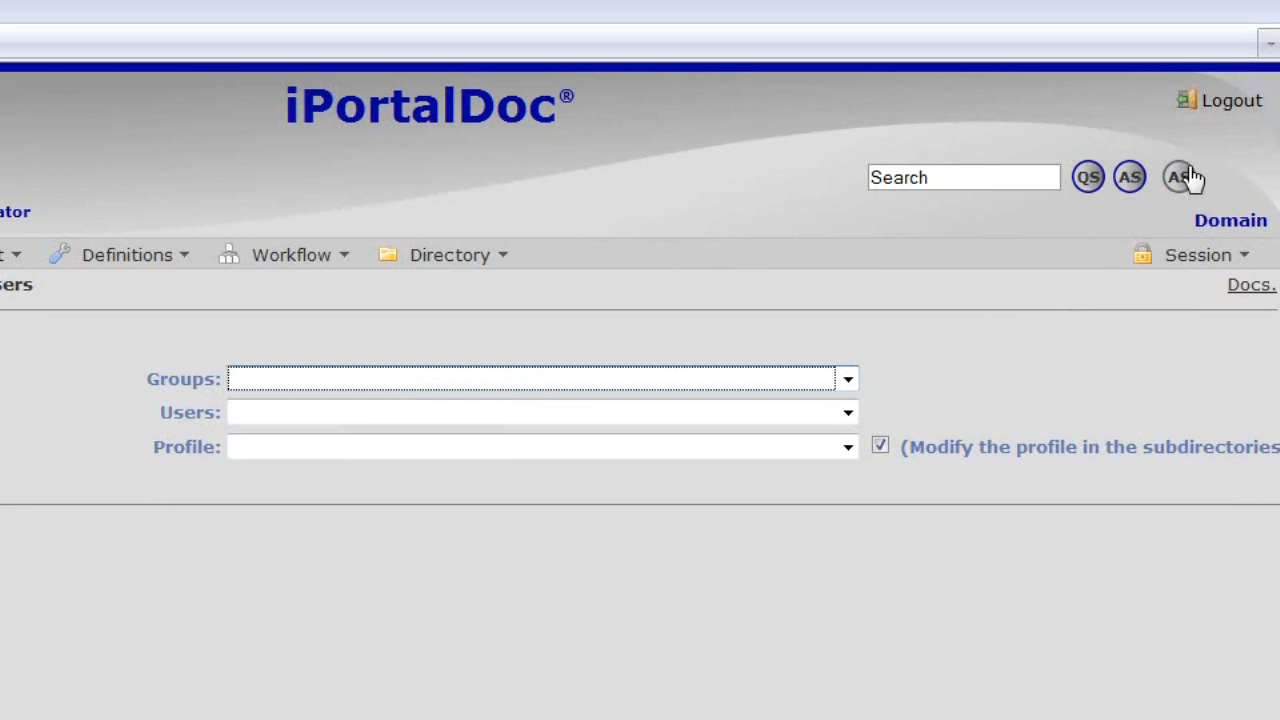 iPortalDoc®
Logout
Search QS AS AS
ator
Domain
t Definitions Workflow Directory Session
sers Docs.
Groups:
Users:
Profile: (Modify the profile in the subdirectories